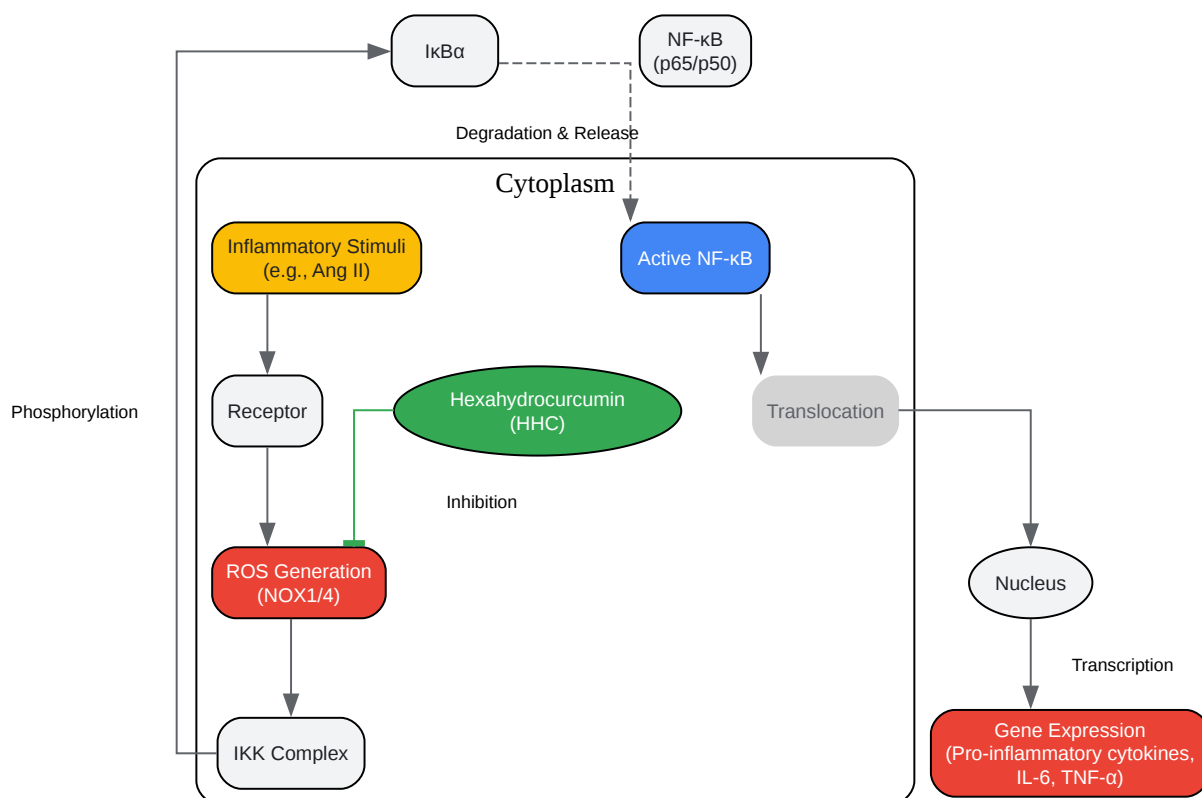 IκBα
NF-κB
(p65/p50)
Degradation & Release
Cytoplasm
Inflammatory Stimuli
(e.g., Ang II)
Active NF-κB
Phosphorylation
Receptor
Hexahydrocurcumin
(HHC)
Translocation
Inhibition
ROS Generation
(NOX1/4)
Nucleus
Transcription
IKK Complex
Gene Expression
(Pro-inflammatory cytokines,
IL-6, TNF-α)